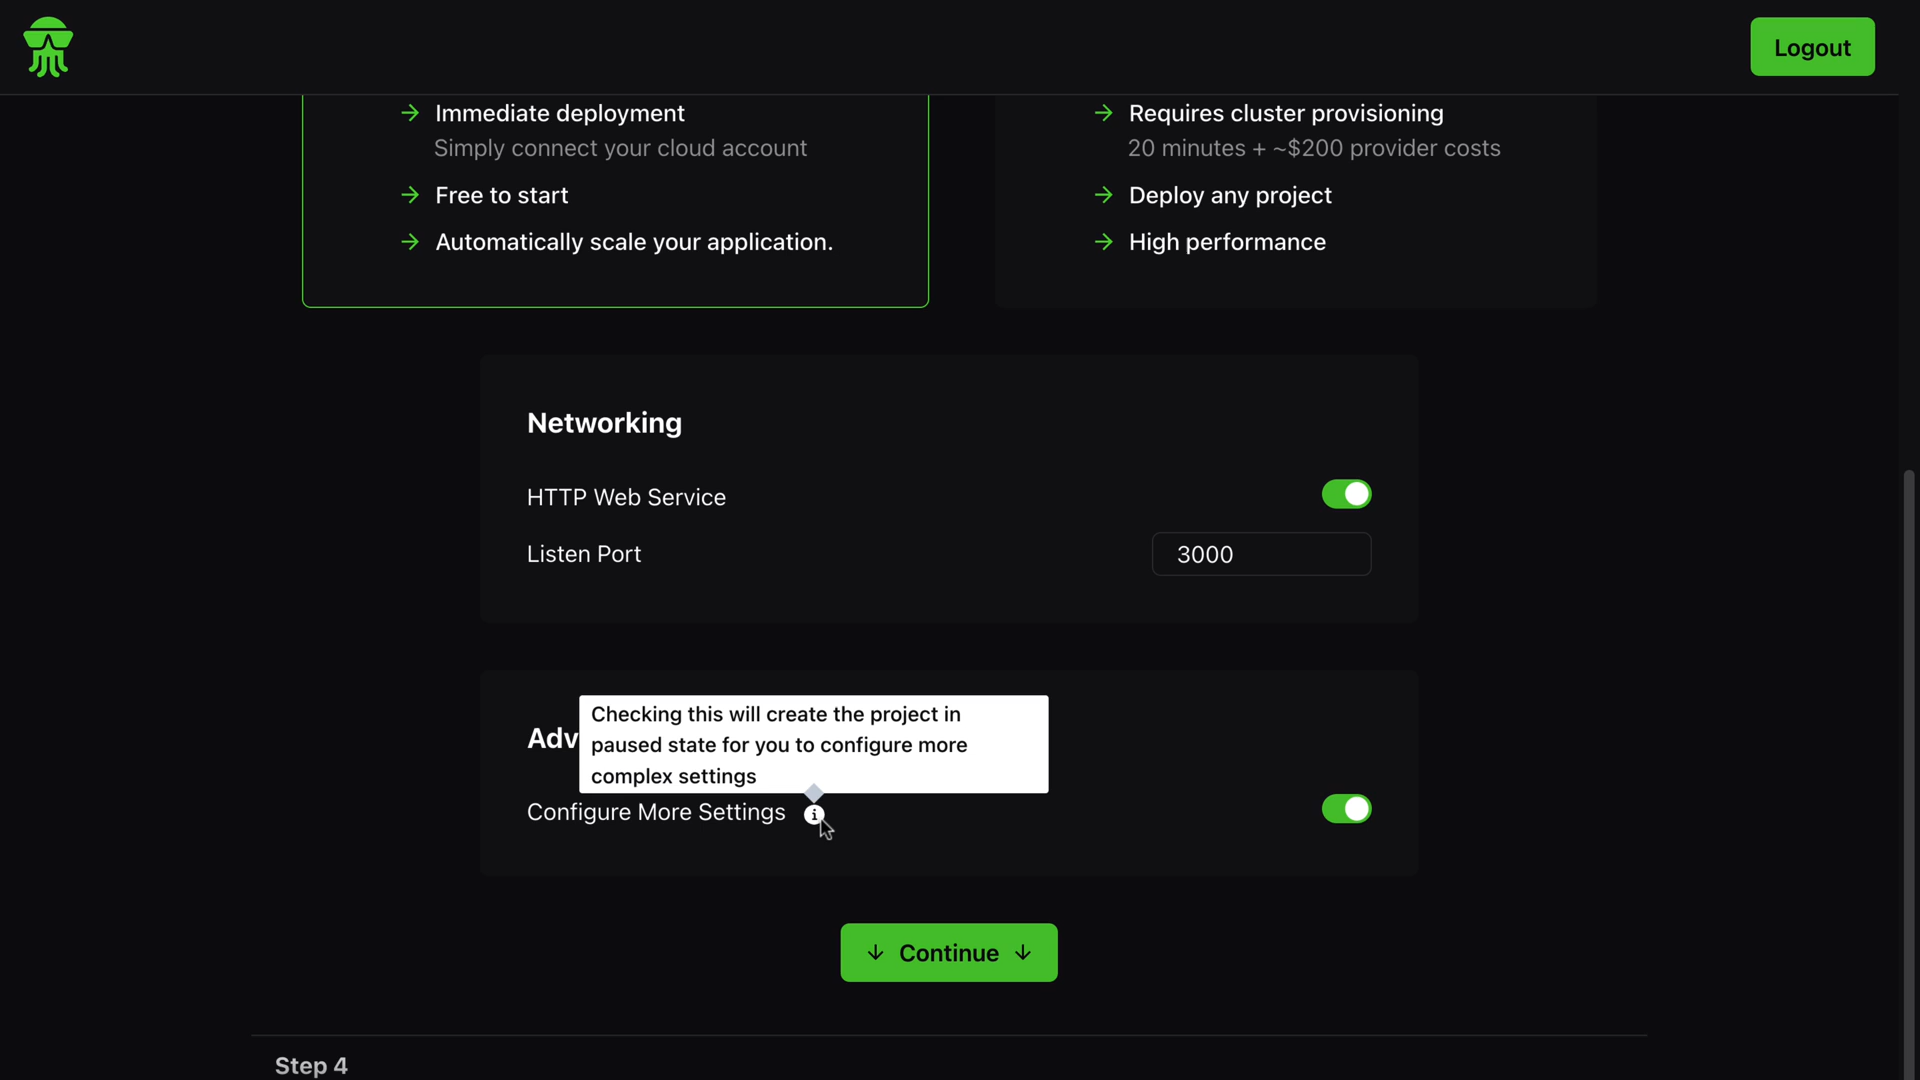 Logout
Immediate deployment
Simply connect your cloud account
Free to start
Automatically scale your application.
Requires cluster provisioning
20 minutes + ~$200 provider costs
Deploy any project
High performance
Networking
HTTP Web Service
Listen Port
3000
Adv
Checking this will create the project in
paused state for you to configure more
complex settings
Configure More Settings
Continue
Step 4